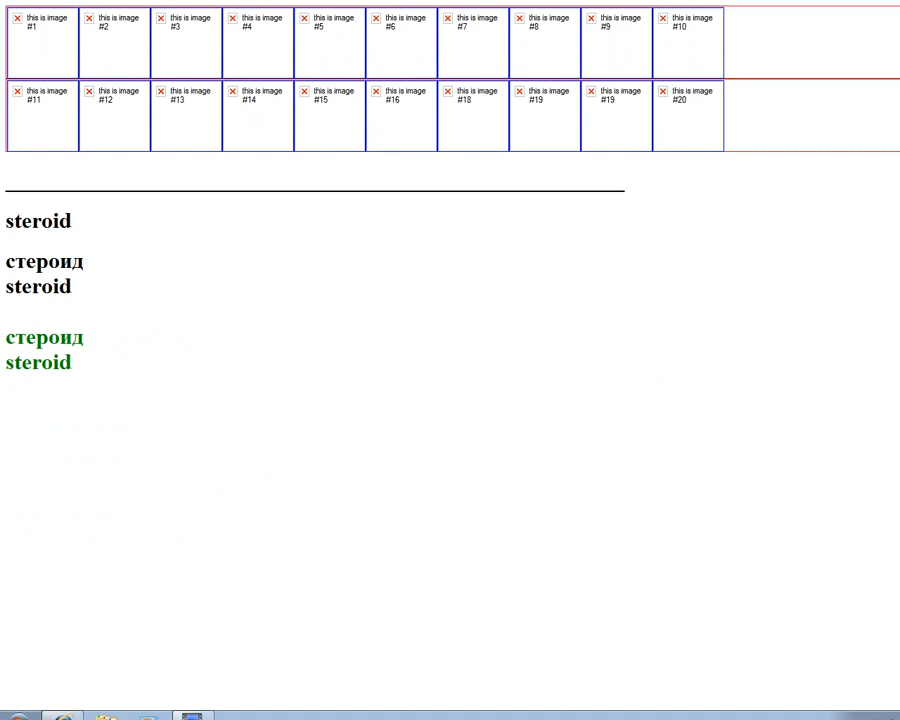 this is image this is image this is image this is image this is image this is image this is image this is image this is image this is image
#1 #2 #3 #4 #5 #6 #7 #8 #9 #10
this is image this is image this is image this is image this is image this is image this is image this is image this is image this is image
#11 #12 #13 #14 #15 #16 #18 #19 #19 #20
steroid
стероид
steroid
стероид
steroid